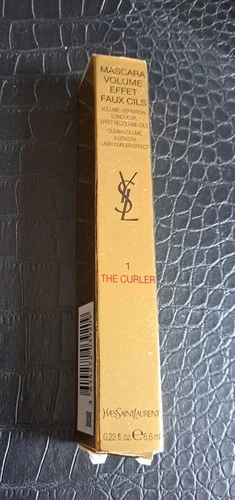 MASCARA
VOLUME
EFFET
FAUX CILS
VOLUME, DEFINITION,
LONGUEUR,
EFFET RECOURBE-CILS
CLEAN VOLUME
& LENGTH
LASH CURLER EFFECT
YSL
1
THE CURLER
YVESSAINTLAURENT
0.22 fl. oz. ℮ 6.6 ml